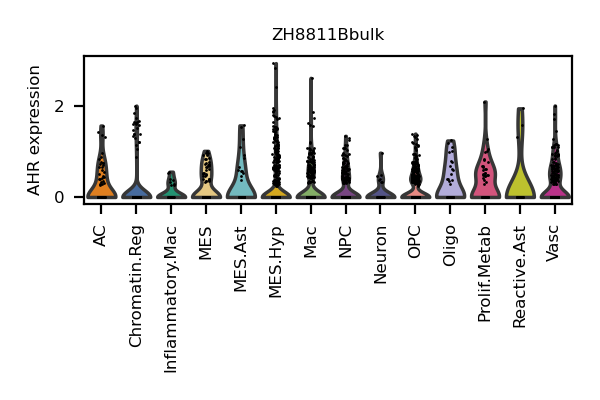 ZH8811Bbulk
AHR expression
2
0
AC
Chromatin.Reg
Inflammatory.Mac
MES
MES.Ast
MES.Hyp
Mac
NPC
Neuron
OPC
Oligo
Prolif.Metab
Reactive.Ast
Vasc